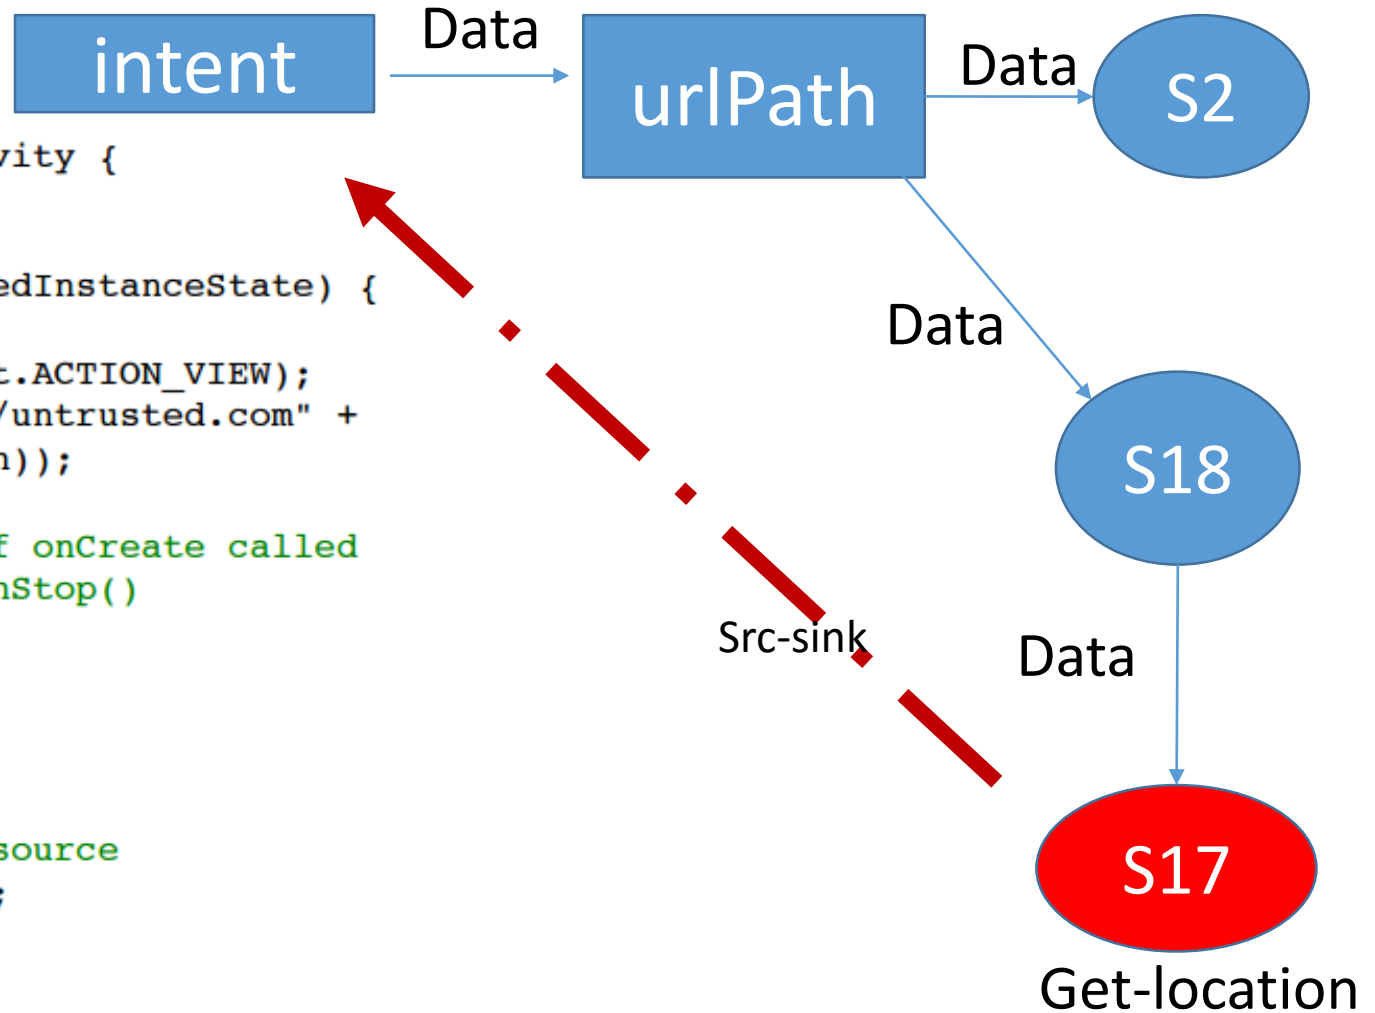 intent
Data
urlPath
Data
S2
vity {
edInstanceState) {
t.ACTION_VIEW);
/untrusted.com" +
n));
f onCreate called
nStop()
source
;
Data
S18
Src-sink
Data
S17
Get-location